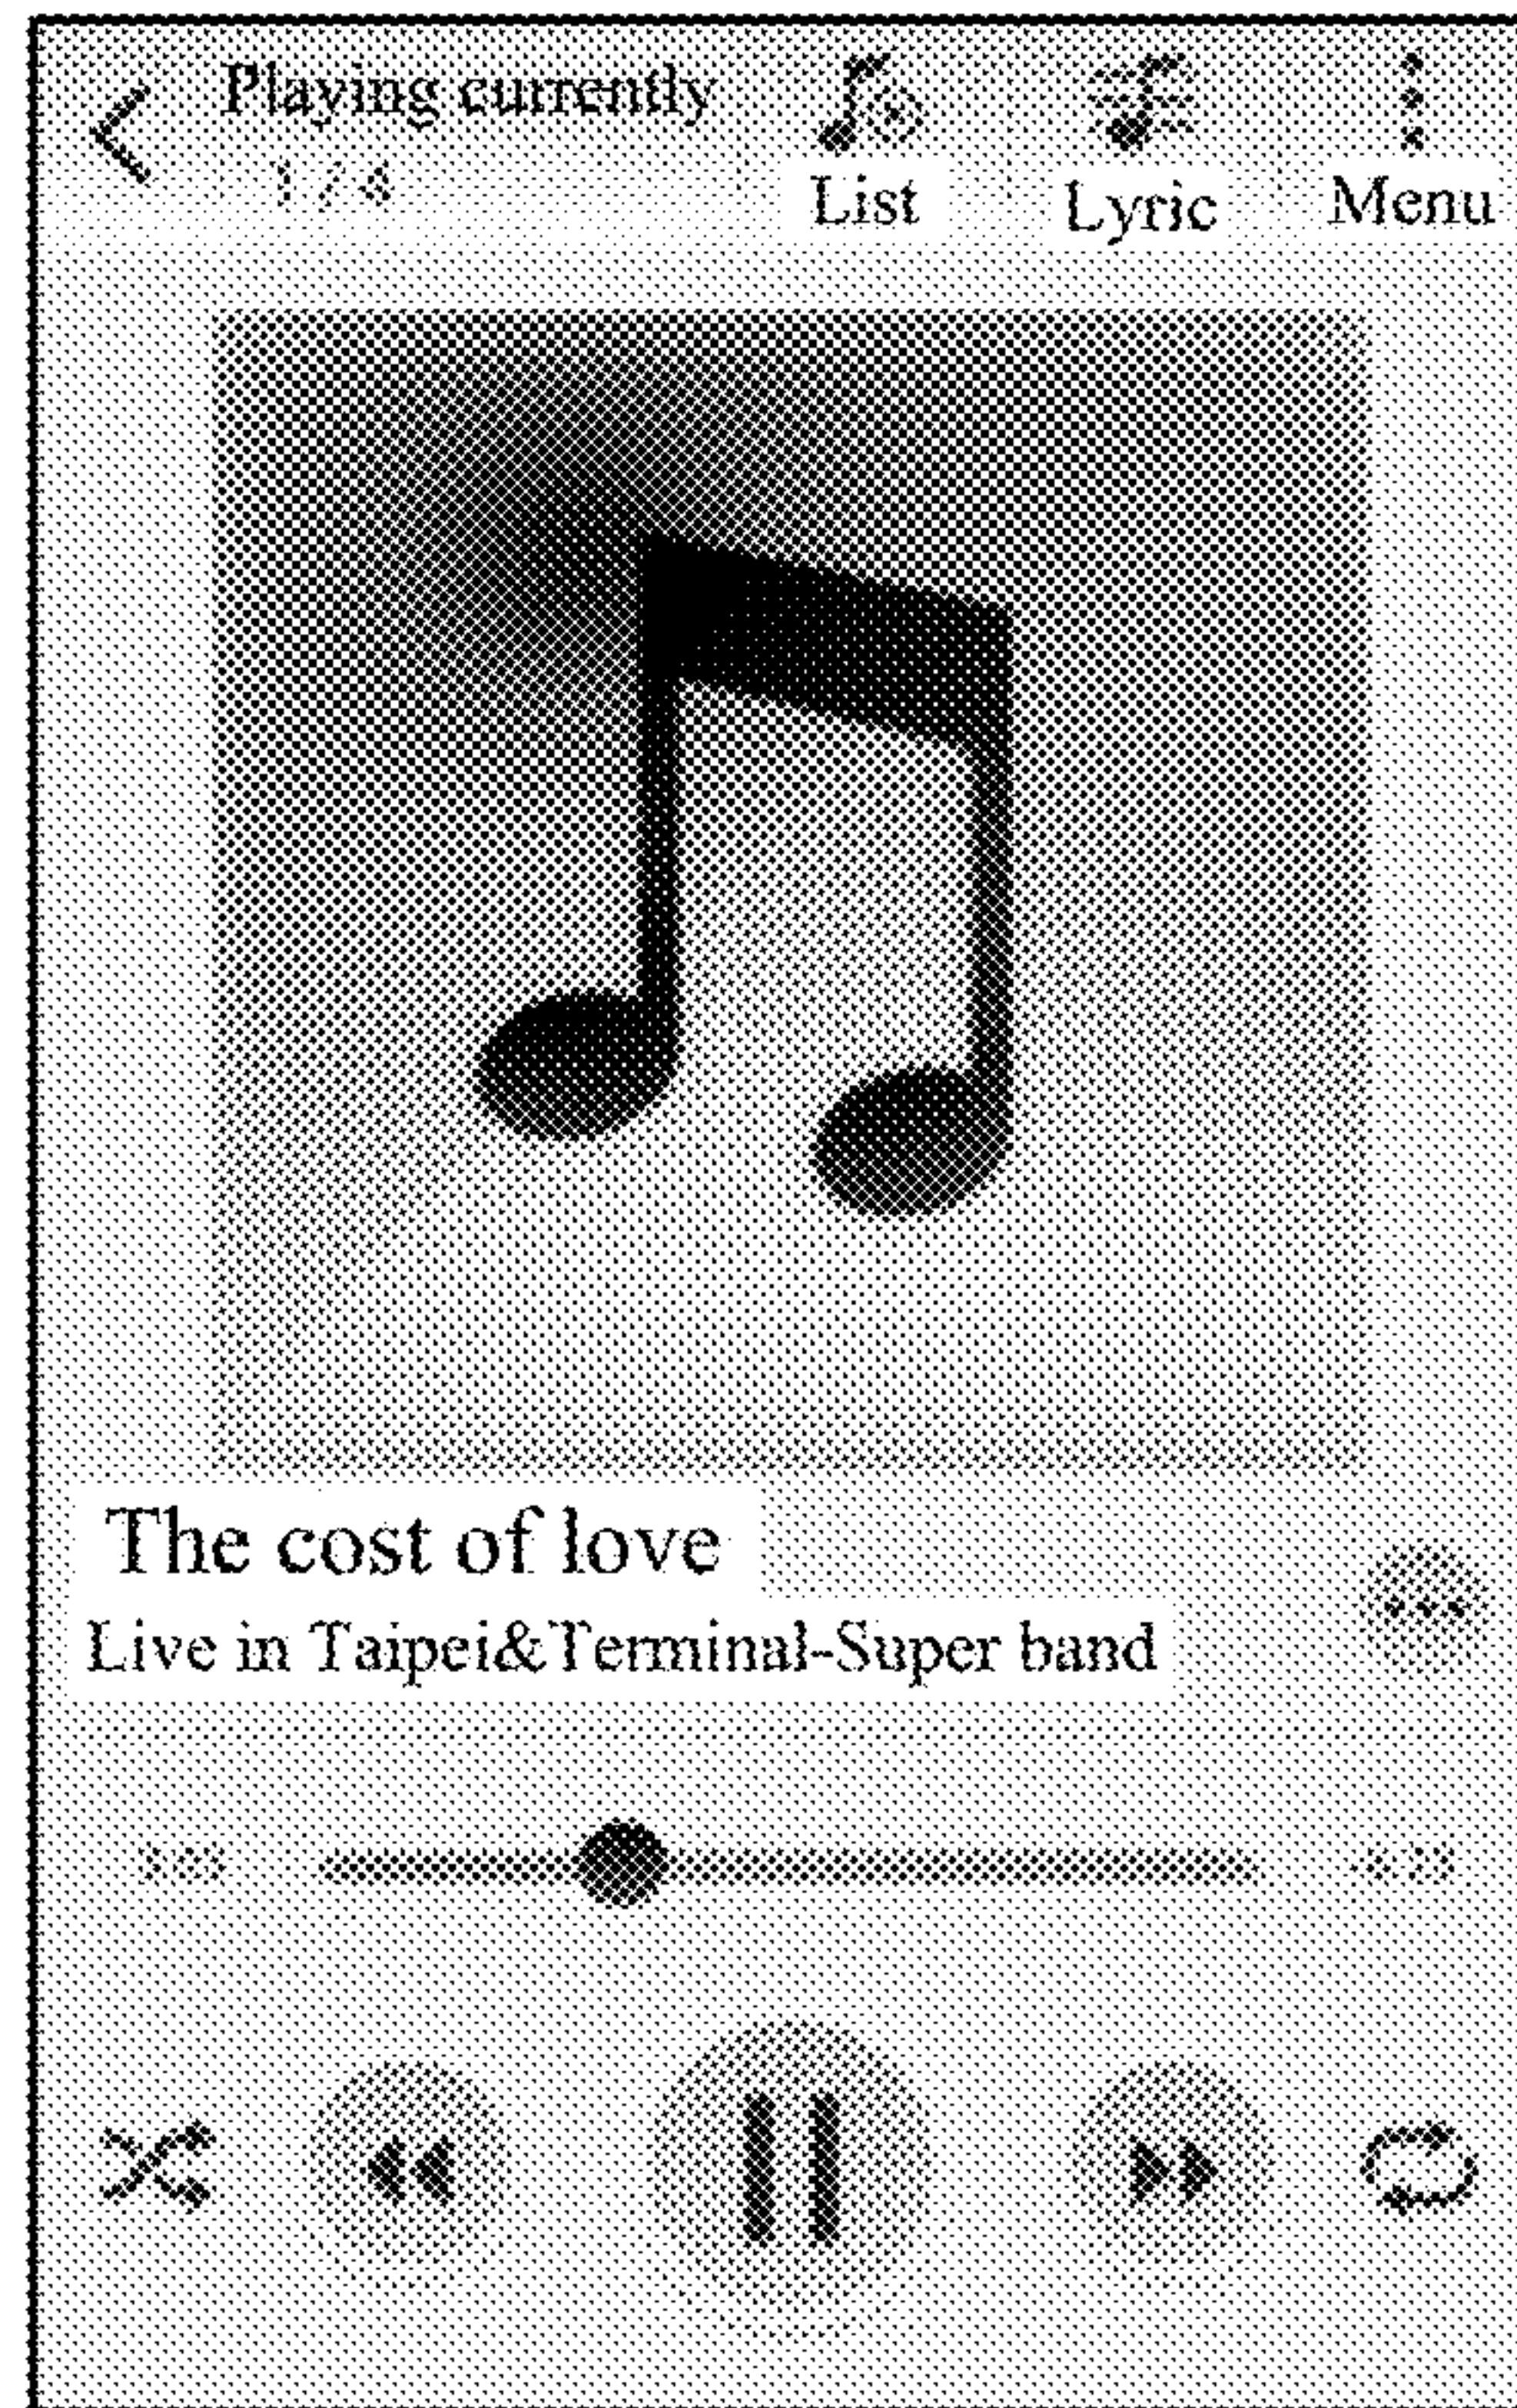 Playing currently
List
Lyric
Menu
The cost of love
Live in Taipei&Terminal-Super band